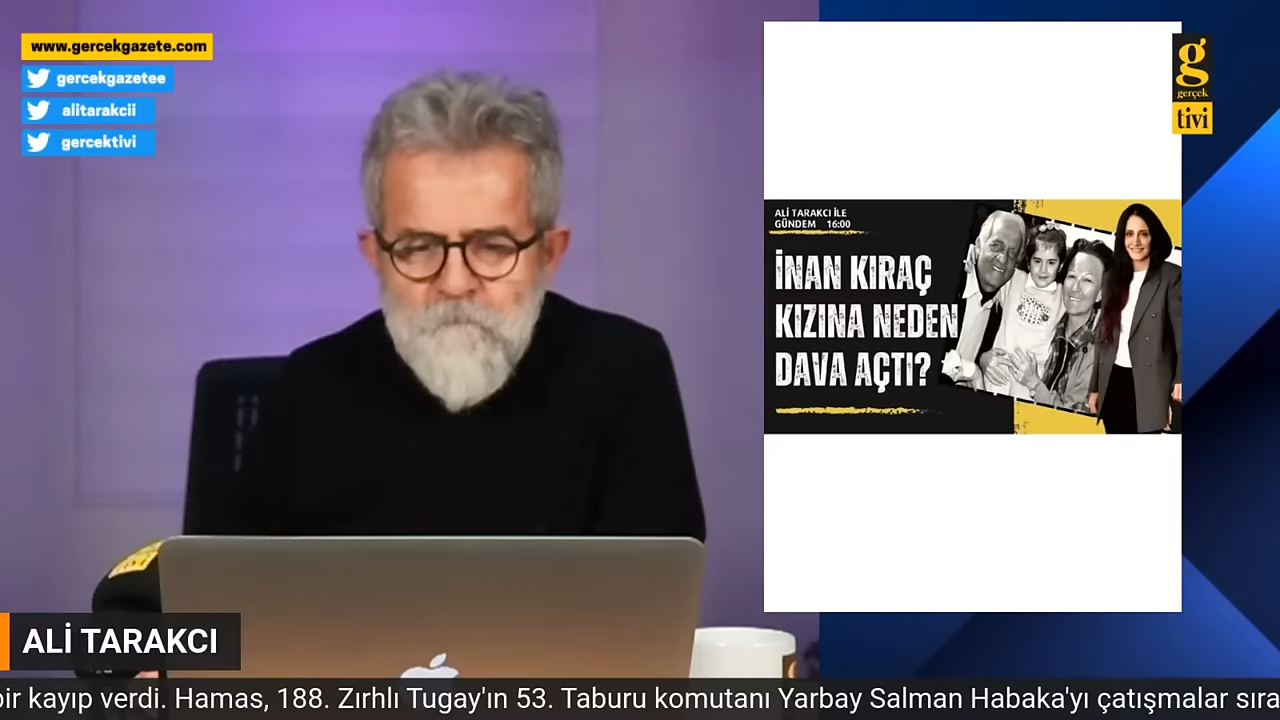 www.gercekgazete.com
gercekgazetee
alitarakcii
gercektivi
g
gerçek
tivi
ALİ TARAKCI İLE
GÜNDEM 16:00
İNAN KIRAÇ
KIZINA NEDEN
DAVA AÇTI?
ALİ TARAKCI
bir kayıp verdi. Hamas, 188. Zırhlı Tugay'ın 53. Taburu komutanı Yarbay Salman Habaka'yı çatışmalar sıra